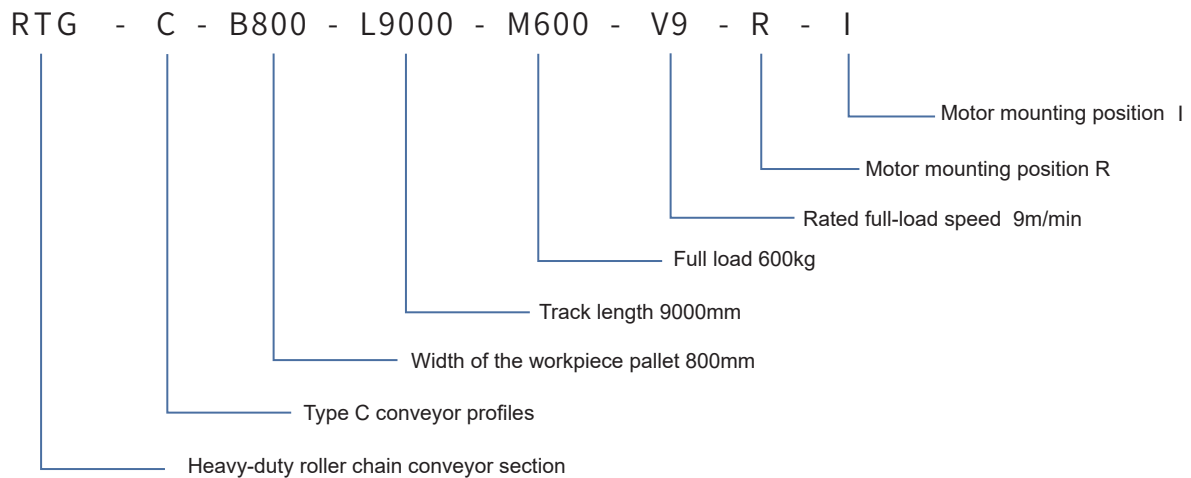 RTG - C - B800 - L9000 - M600 - V9 - R - I
Motor mounting position I
Motor mounting position R
Rated full-load speed 9m/min
Full load 600kg
Track length 9000mm
Width of the workpiece pallet 800mm
Type C conveyor profiles
Heavy-duty roller chain conveyor section